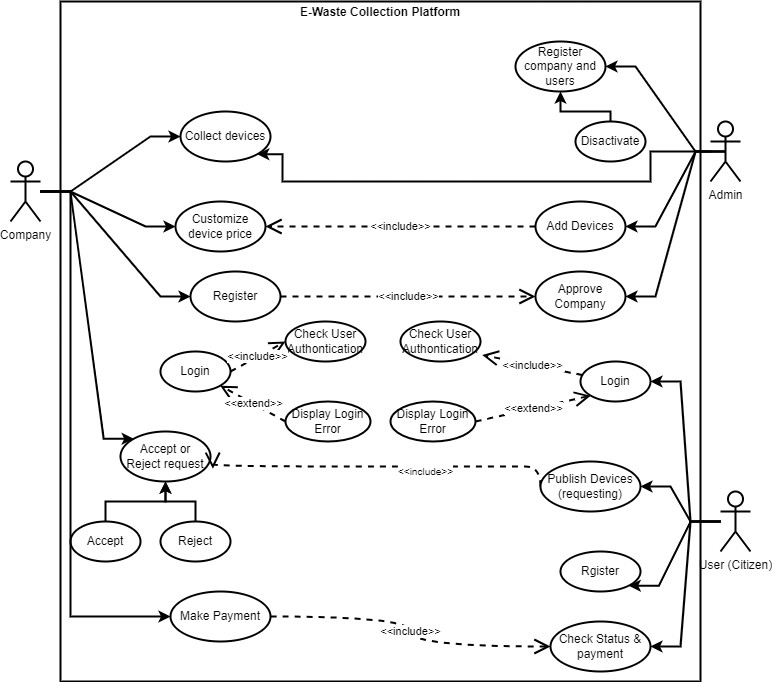 E-Waste Collection Platform
Register
company and
users
Collect devices
Disactivate
Admin
Company
Customize
device price
<<include>>
Add Devices
Register
<<include>>
Approve
Company
Check User
Authontication
Check User
Authontication
<<include>>
<<include>>
Login
Login
<<extend>>
<<extend>>
Display Login
Error
Display Login
Error
Accept or
Reject request
<<include>>
Publish Devices
(requesting)
Accept
Reject
User (Citizen)
Rgister
Make Payment
<<include>>
Check Status &
payment